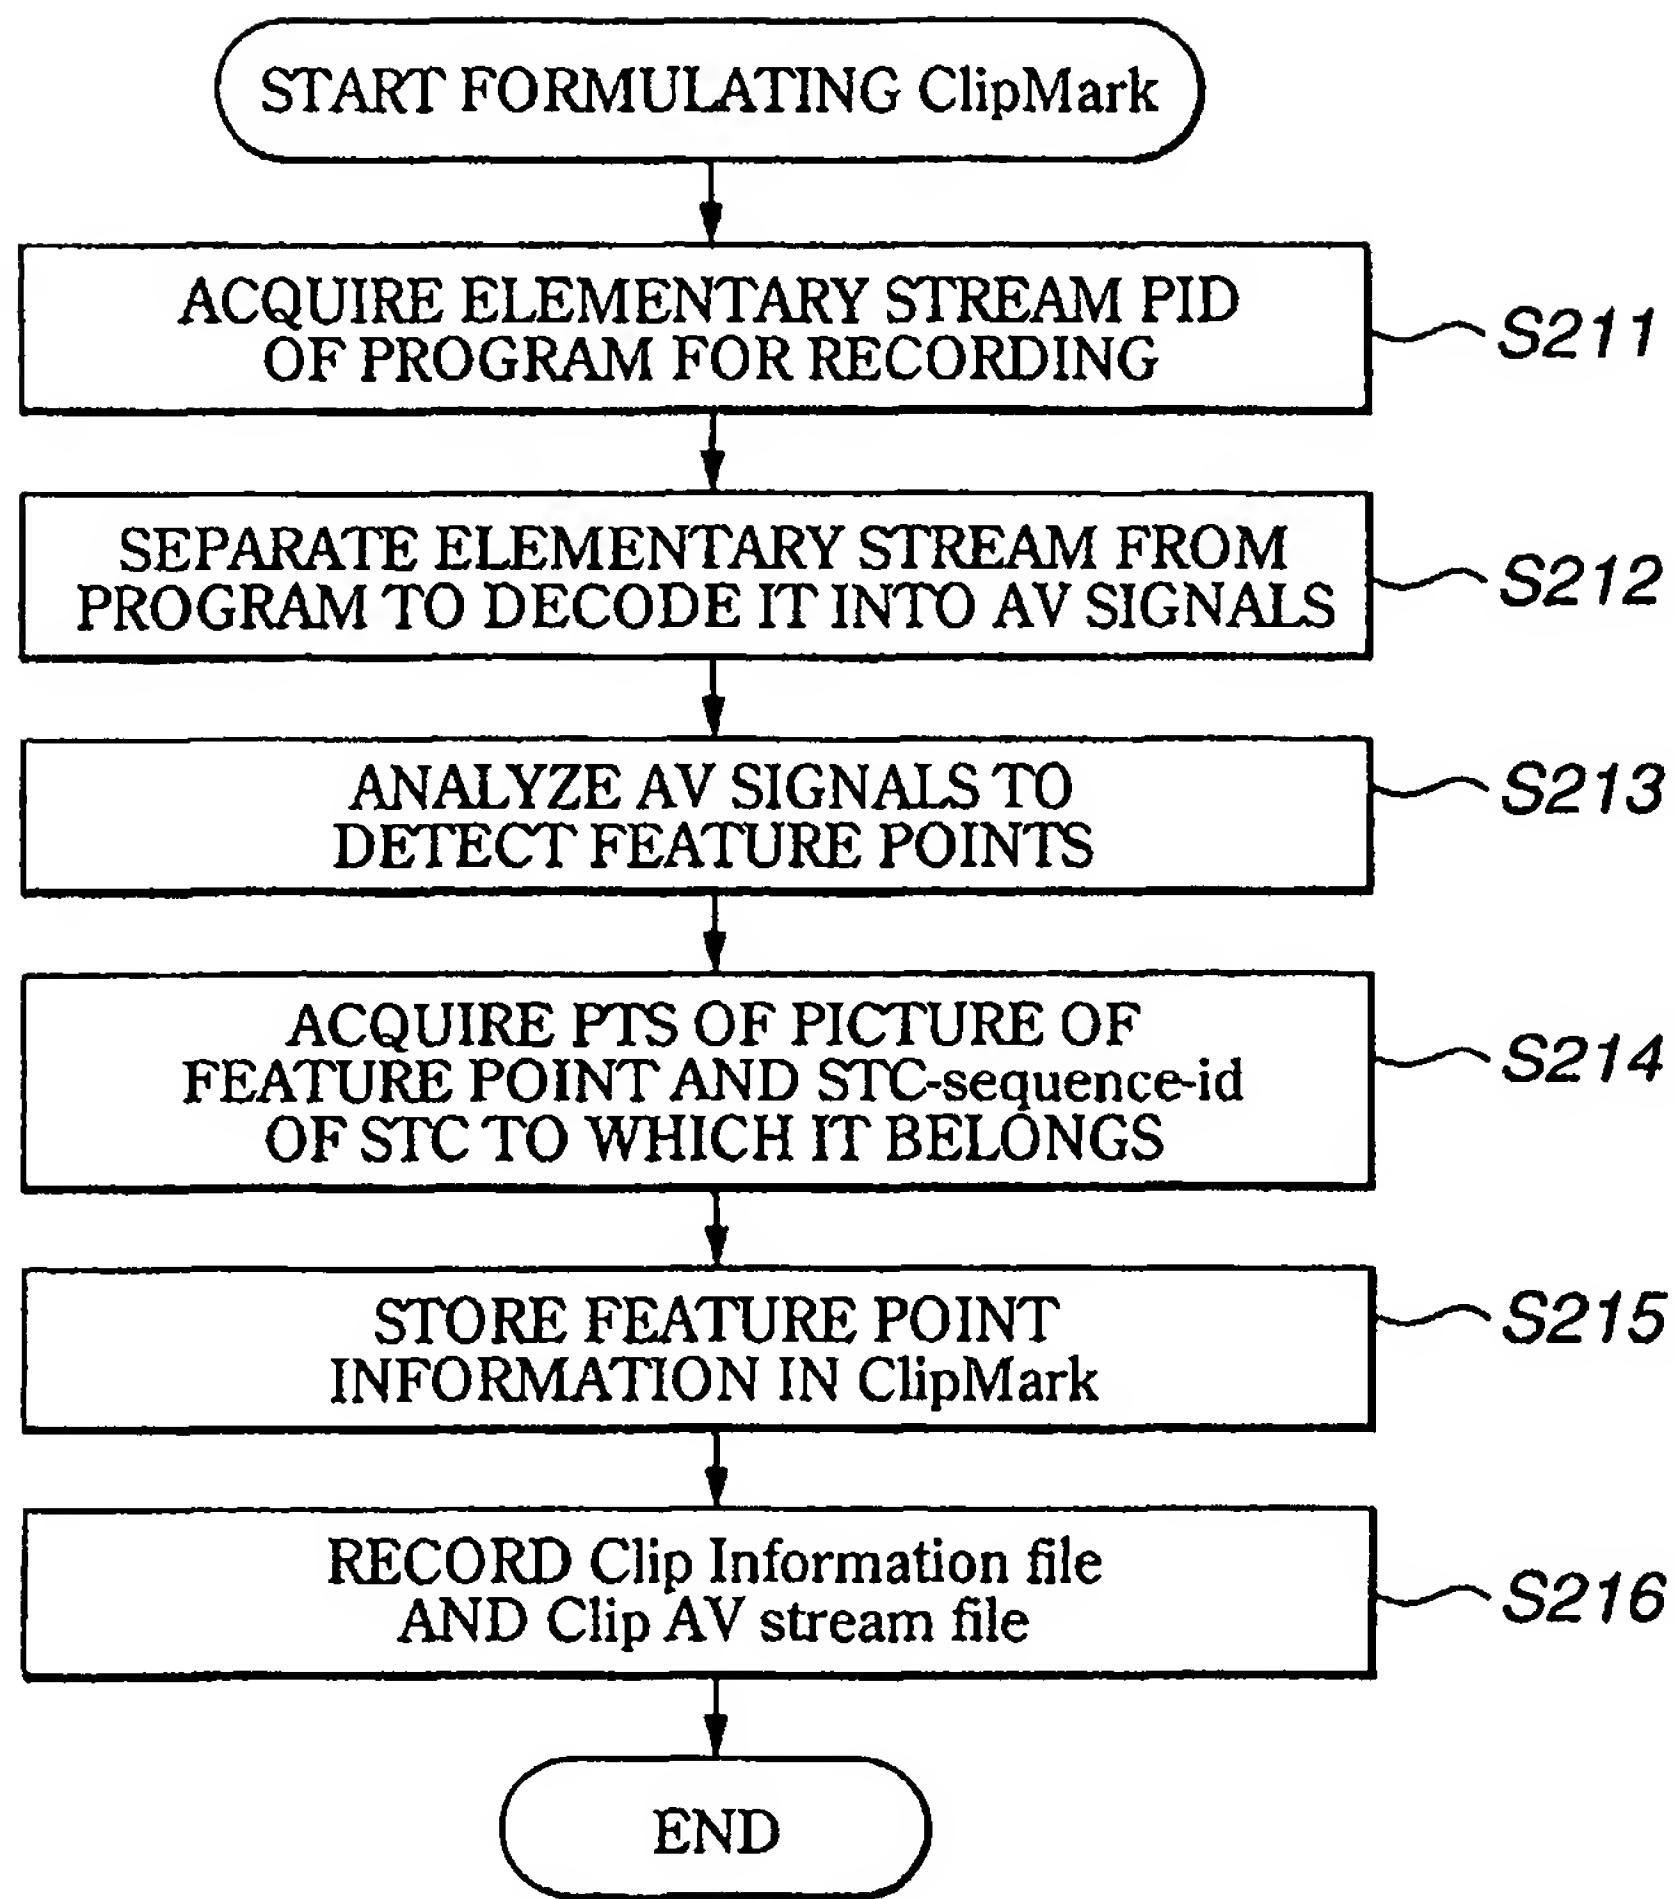 START FORMULATING ClipMark
ACQUIRE ELEMENTARY STREAM PID
OF PROGRAM FOR RECORDING
S211
SEPARATE ELEMENTARY STREAM FROM
PROGRAM TO DECODE IT INTO AV SIGNALS
S212
ANALYZE AV SIGNALS TO
DETECT FEATURE POINTS
S213
ACQUIRE PTS OF PICTURE OF
FEATURE POINT AND STC-sequence-id
OF STC TO WHICH IT BELONGS
S214
STORE FEATURE POINT
INFORMATION IN ClipMark
S215
RECORD Clip Information file
AND Clip AV stream file
S216
END